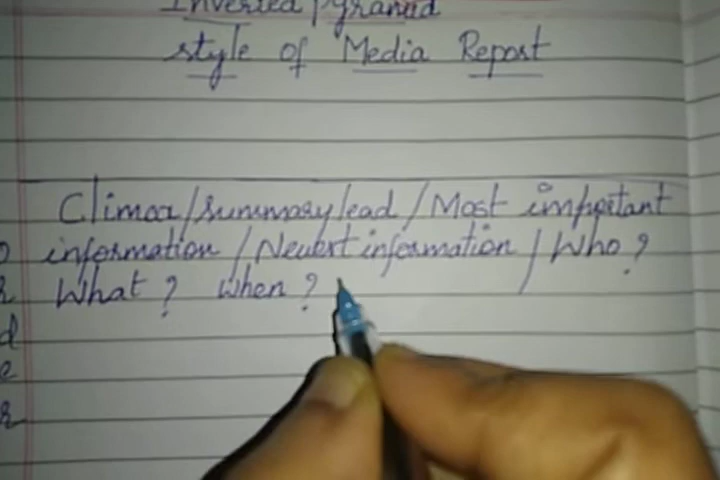 Inverted Pyramid
style of Media Report
Climax/summary lead/Most important
information/Newest information/Who?
What? When?
d
e
r